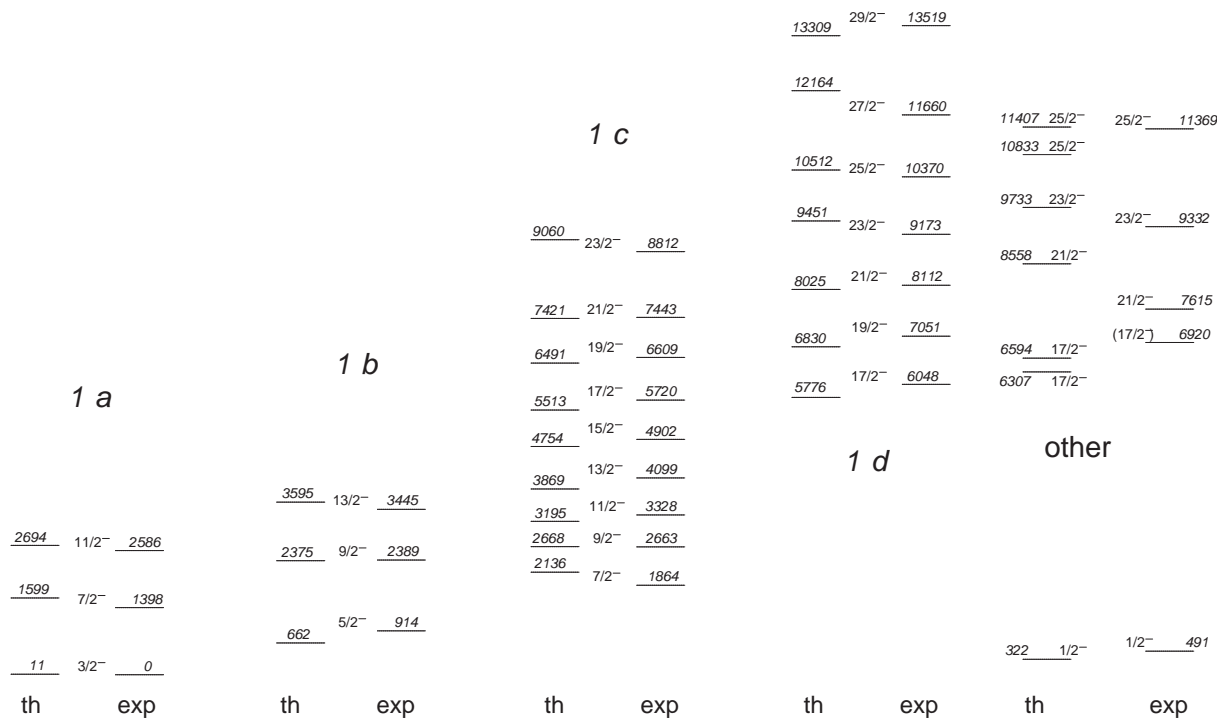 29/2⁻ 13519
13309
12164
27/2⁻ 11660
11407 25/2⁻ 25/2⁻ 11369
10833 25/2⁻
1 c
10512 25/2⁻ 10370
9733 23/2⁻
9451 23/2⁻ 9173 23/2⁻ 9332
9060 23/2⁻ 8812
8558 21/2⁻
8025 21/2⁻ 8112
7421 21/2⁻ 7443 21/2⁻ 7615
6830 19/2⁻ 7051 (17/2⁻) 6920
6491 19/2⁻ 6609 6594 17/2⁻
1 b
5776 17/2⁻ 6048 6307 17/2⁻
1 a
5513 17/2⁻ 5720
4754 15/2⁻ 4902
other
1 d
3869 13/2⁻ 4099
3595 13/2⁻ 3445
3195 11/2⁻ 3328
2694 11/2⁻ 2586
2375 9/2⁻ 2389
2668 9/2⁻ 2663
2136 7/2⁻ 1864
1599 7/2⁻ 1398
662 5/2⁻ 914
322 1/2⁻ 1/2⁻ 491
11 3/2⁻ 0
th exp th exp th exp th exp th exp